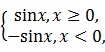 sinx, x ≥ 0,
−sinx, x < 0,